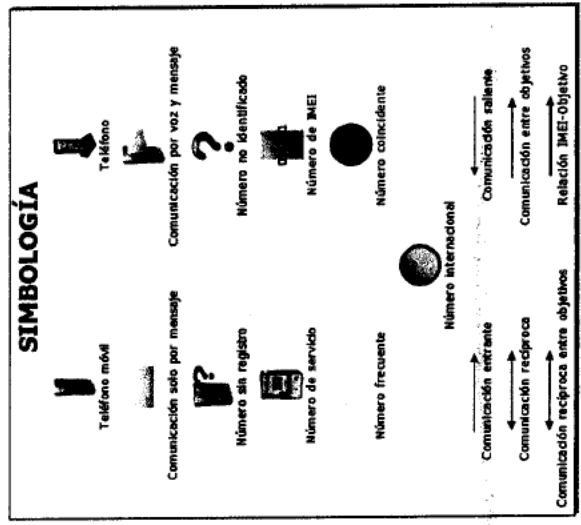 SIMBOLOGÍA
Teléfono móvil
Teléfono
Comunicación solo por mensaje
Comunicación por voz y mensaje
Número sin registro
Número no identificado
Número de servicio
Número de IMEI
Número frecuente
Número coincidente
Número internacional
Comunicación entrante
Comunicación saliente
Comunicación recíproca
Comunicación entre objetivos
Comunicación recíproca entre objetivos
Relación IMEI-Objetivo